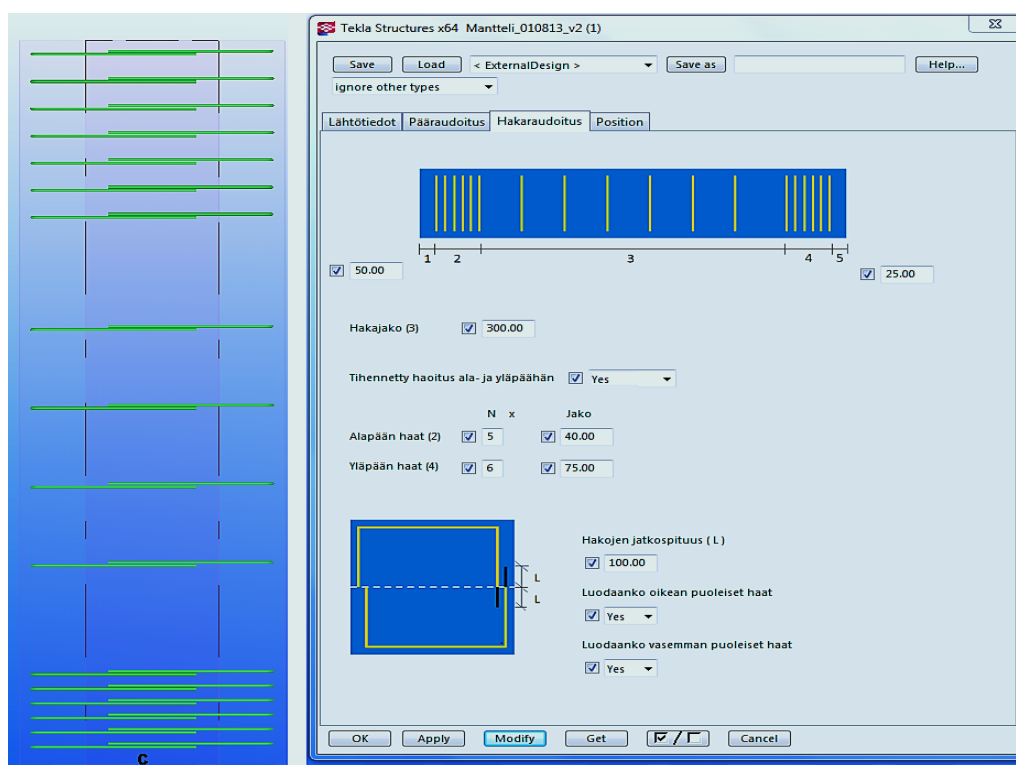 Tekla Structures x64 Mantteli_010813_v2 (1)
Save Load < ExternalDesign > Save as Help...
ignore other types
Lähtötiedot Pääraudoitus Hakaraudoitus Position
1 2 3 4 5
50.00 25.00
Hakajako (3) 300.00
Tihennetty haoitus ala- ja yläpäähän Yes
N x Jako
Alapään haat (2) 5 40.00
Yläpään haat (4) 6 75.00
Hakojen jatkospituus ( L )
L 100.00
L Luodaanko oikean puoleiset haat
Yes
Luodaanko vasemman puoleiset haat
Yes
OK Apply Modify Get / Cancel
C